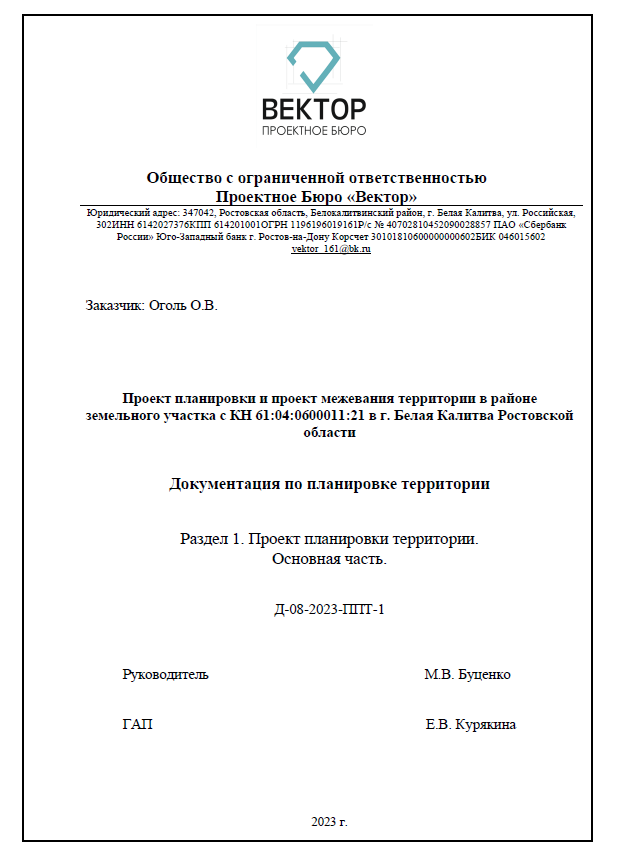 ВЕКТОР
ПРОЕКТНОЕ БЮРО
Общество с ограниченной ответственностью
Проектное Бюро «Вектор»
Юридический адрес: 347042, Ростовская область, Белокалитвинский район, г. Белая Калитва, ул. Российская,
302ИНН 6142027376КПП 614201001ОГРН 1196196019161Р/с № 40702810452090028857 ПАО «Сбербанк
России» Юго-Западный банк г. Ростов-на-Дону Корсчет 30101810600000000602БИК 046015602
vektor_161@bk.ru
Заказчик: Оголь О.В.
Проект планировки и проект межевания территории в районе
земельного участка с КН 61:04:0600011:21 в г. Белая Калитва Ростовской
области
Документация по планировке территории
Раздел 1. Проект планировки территории.
Основная часть.
Д-08-2023-ППТ-1
Руководитель М.В. Буценко
ГАП Е.В. Курякина
2023 г.